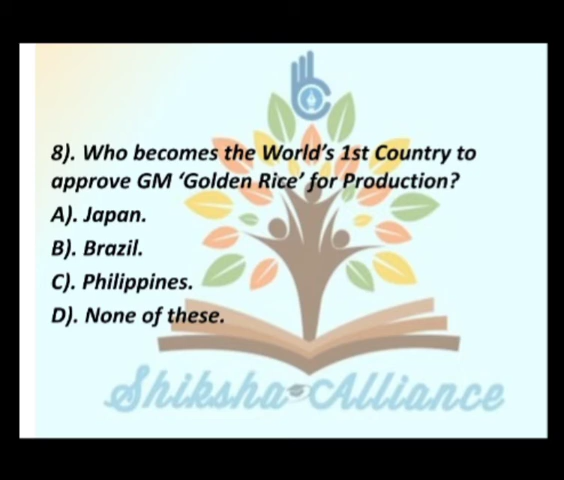 8). Who becomes the World's 1st Country to
approve GM ‘Golden Rice’ for Production?
A). Japan.
B). Brazil.
C). Philippines.
D). None of these.
Shiksha Alliance